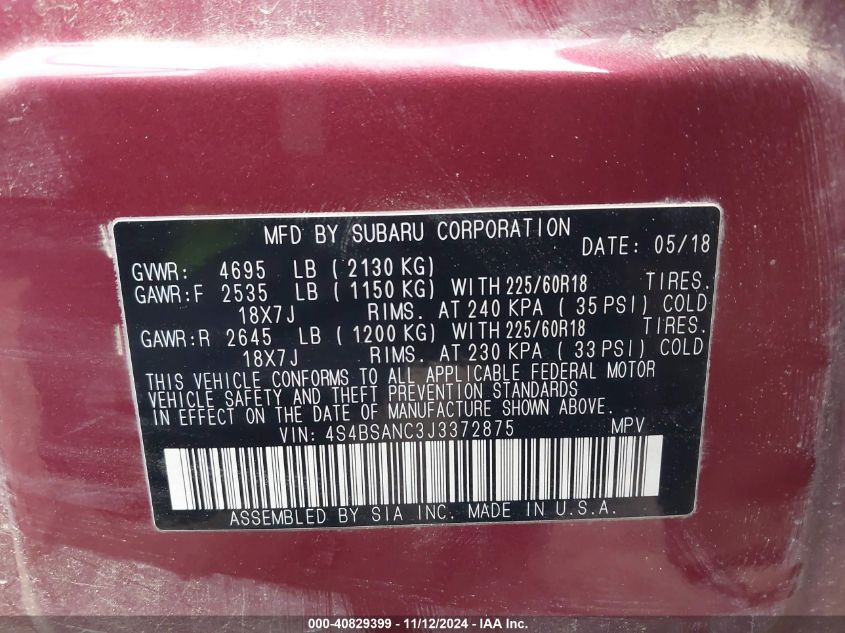 MFD BY SUBARU CORPORATION
DATE: 05/18
GVWR: 4695 LB ( 2130 KG)
GAWR:F 2535 LB ( 1150 KG) WITH 225/60R18 TIRES.
18X7J RIMS. AT 240 KPA ( 35 PSI) COLD
GAWR:R 2645 LB ( 1200 KG) WITH 225/60R18 TIRES.
18X7J RIMS. AT 230 KPA ( 33 PSI) COLD
THIS VEHICLE CONFORMS TO ALL APPLICABLE FEDERAL MOTOR
VEHICLE SAFETY AND THEFT PREVENTION STANDARDS
IN EFFECT ON THE DATE OF MANUFACTURE SHOWN ABOVE.
VIN: 4S4BSANC3J3372875 MPV
ASSEMBLED BY SIA INC. MADE IN U.S.A.
000-40829399 - 11/12/2024 - IAA Inc.